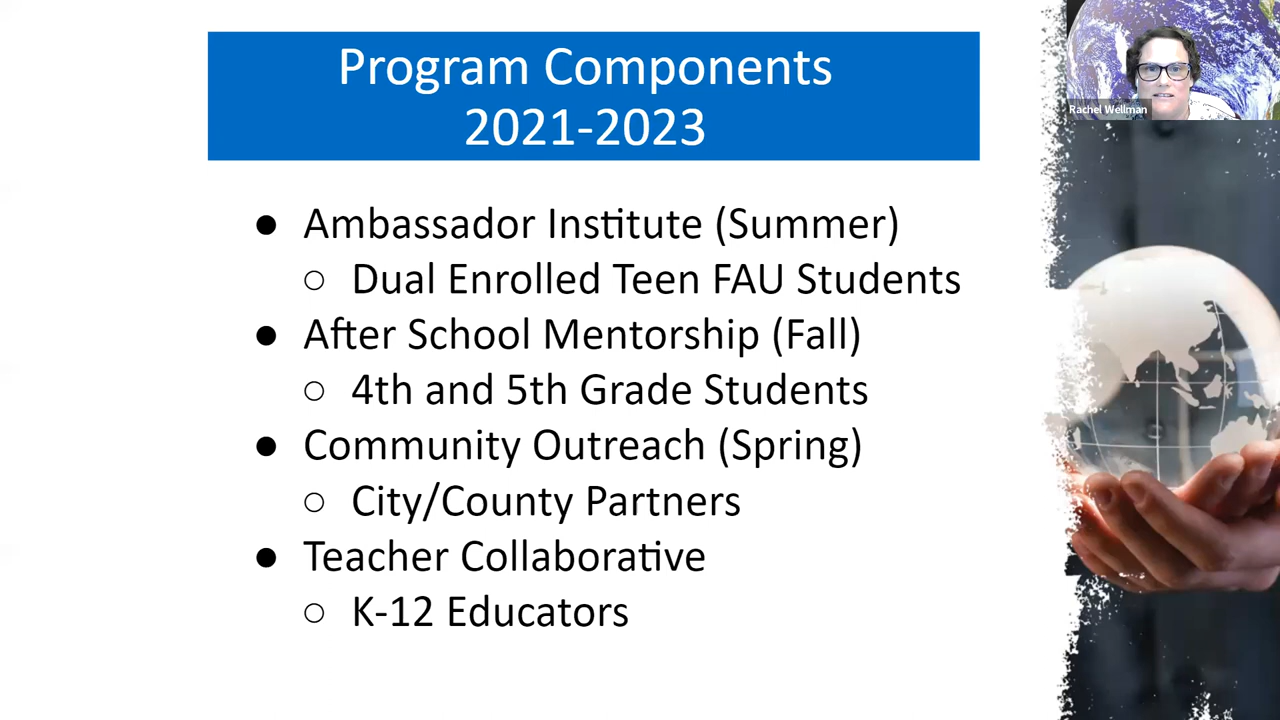 Program Components
2021-2023
Rachel Wellman
● Ambassador Institute (Summer)
○ Dual Enrolled Teen FAU Students
● After School Mentorship (Fall)
○ 4th and 5th Grade Students
● Community Outreach (Spring)
○ City/County Partners
● Teacher Collaborative
○ K-12 Educators